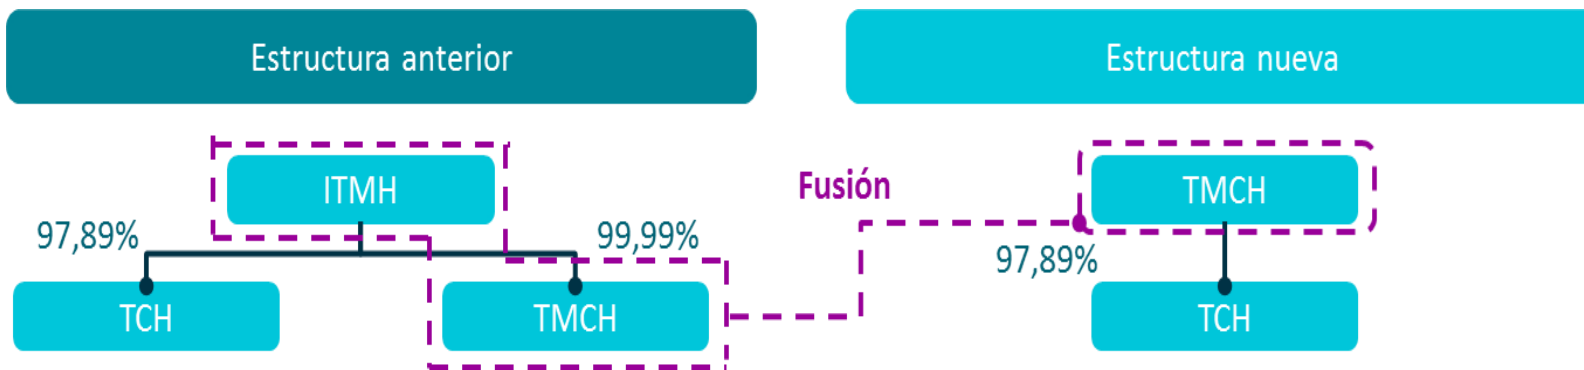 Estructura anterior
Estructura nueva
ITMH
Fusión
TMCH
97,89%
99,99%
97,89%
TCH
TMCH
TCH